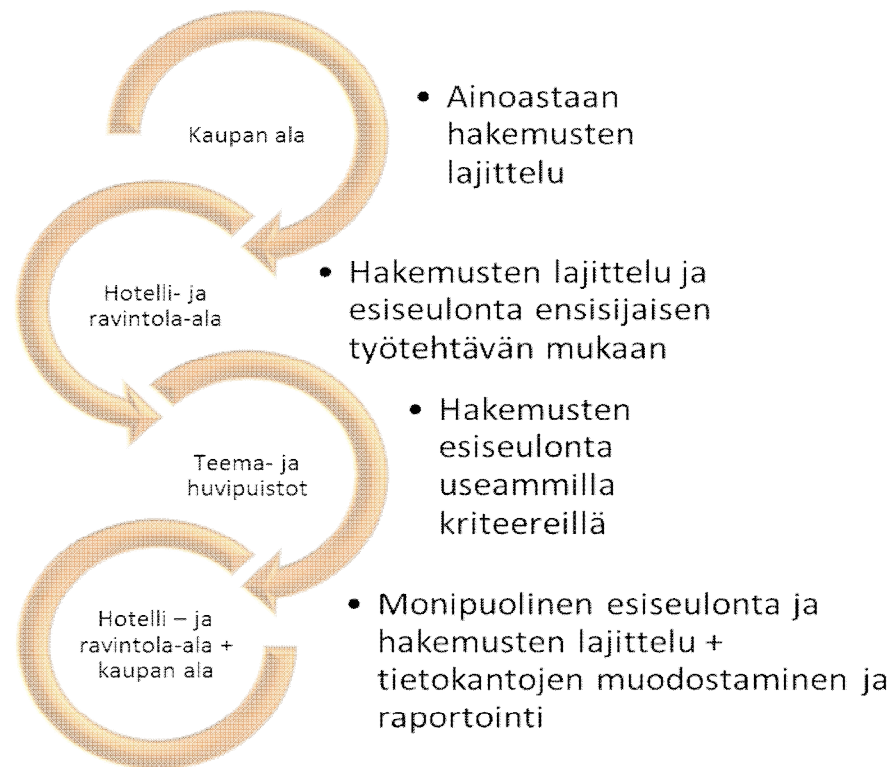 Kaupan ala
• Ainoastaan
hakemusten
lajittelu
Hotelli- ja
ravintola-ala
• Hakemusten lajittelu ja
esiseulonta ensisijaisen
työtehtävän mukaan
Teema- ja
huvipuistot
• Hakemusten
esiseulonta
useammilla
kriteereillä
Hotelli – ja
ravintola-ala +
kaupan ala
• Monipuolinen esiseulonta ja
hakemusten lajittelu +
tietokantojen muodostaminen ja
raportointi